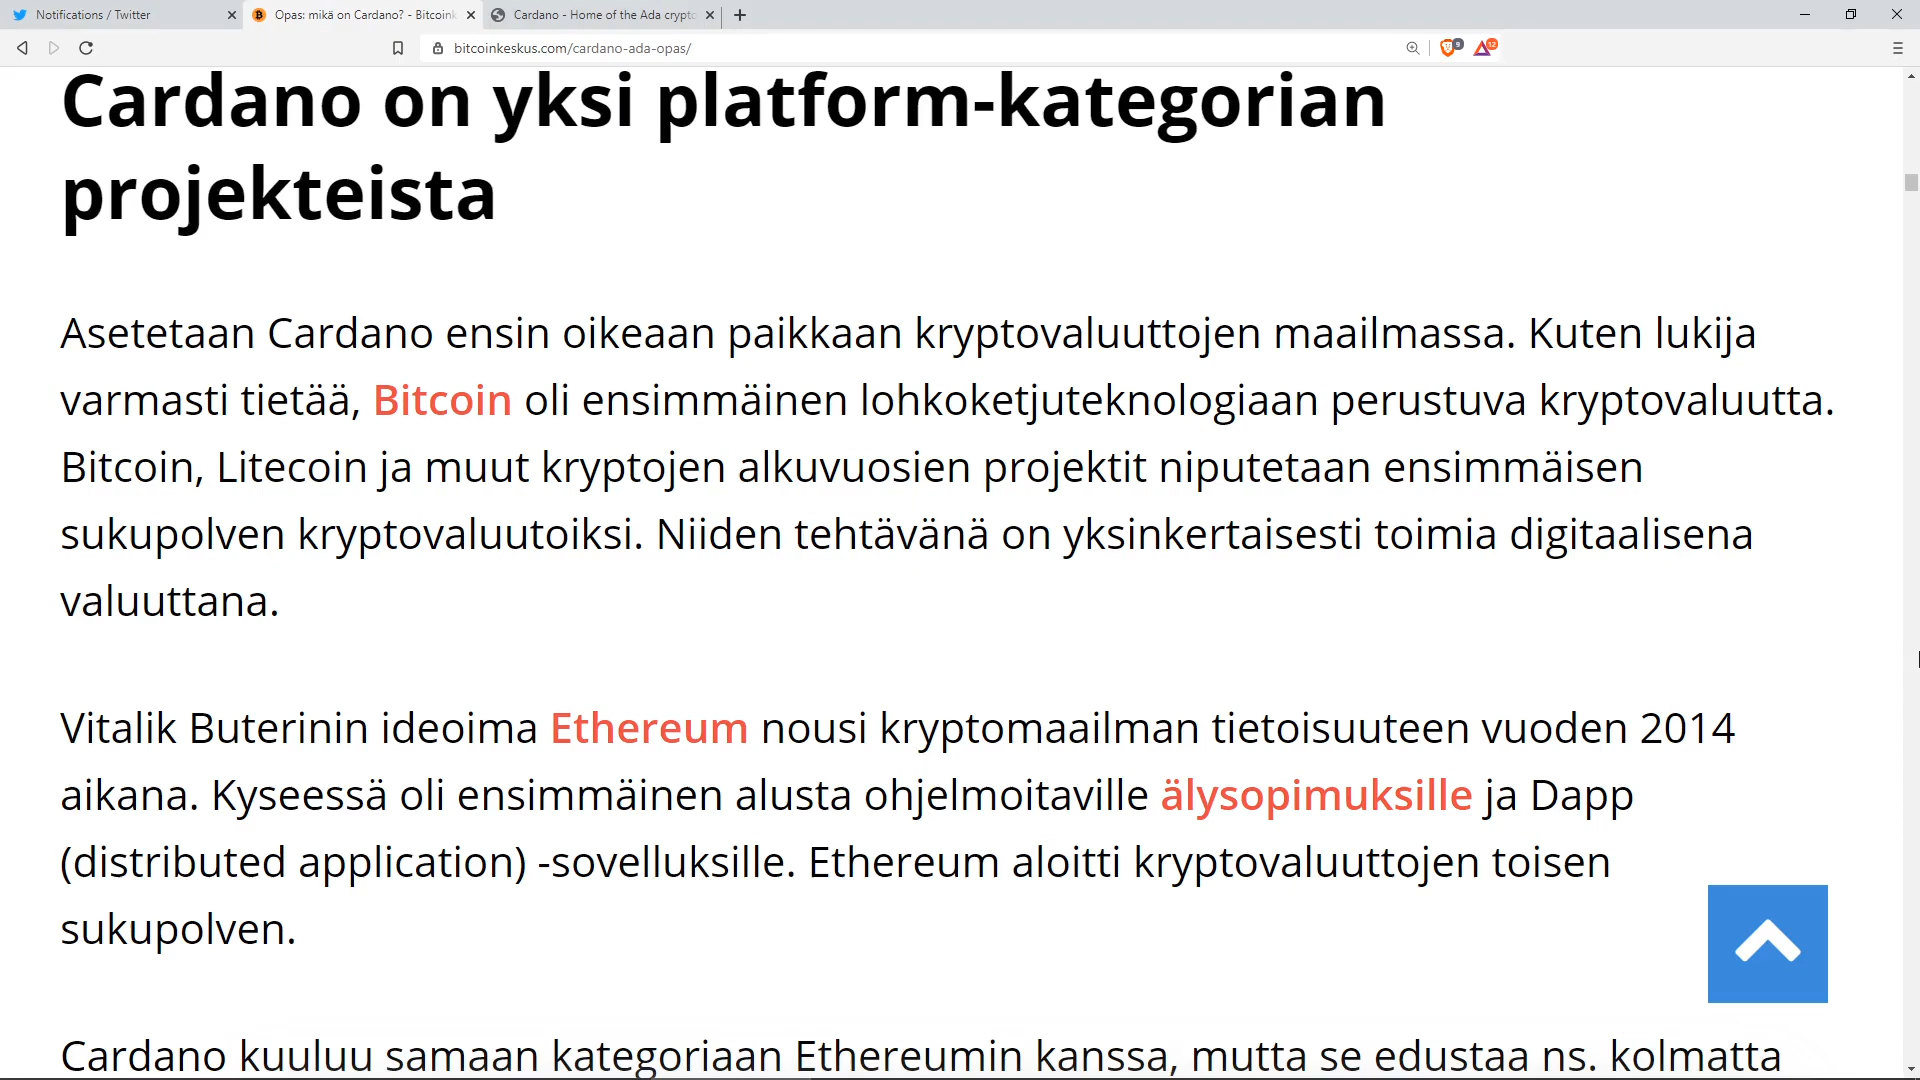 Notifications / Twitter
Opas: mikä on Cardano? - Bitcoink
Cardano - Home of the Ada crypto
bitcoinkeskus.com/cardano-ada-opas/
9
12
Cardano on yksi platform-kategorian
projekteista
Asetetaan Cardano ensin oikeaan paikkaan kryptovaluuttojen maailmassa. Kuten lukija
varmasti tietää, Bitcoin oli ensimmäinen lohkoketjuteknologiaan perustuva kryptovaluutta.
Bitcoin, Litecoin ja muut kryptojen alkuvuosien projektit niputetaan ensimmäisen
sukupolven kryptovaluutoiksi. Niiden tehtävänä on yksinkertaisesti toimia digitaalisena
valuuttana.
Vitalik Buterinin ideoima Ethereum nousi kryptomaailman tietoisuuteen vuoden 2014
aikana. Kyseessä oli ensimmäinen alusta ohjelmoitaville älysopimuksille ja Dapp
(distributed application) -sovelluksille. Ethereum aloitti kryptovaluuttojen toisen
sukupolven.
Cardano kuuluu samaan kategoriaan Ethereumin kanssa, mutta se edustaa ns. kolmatta